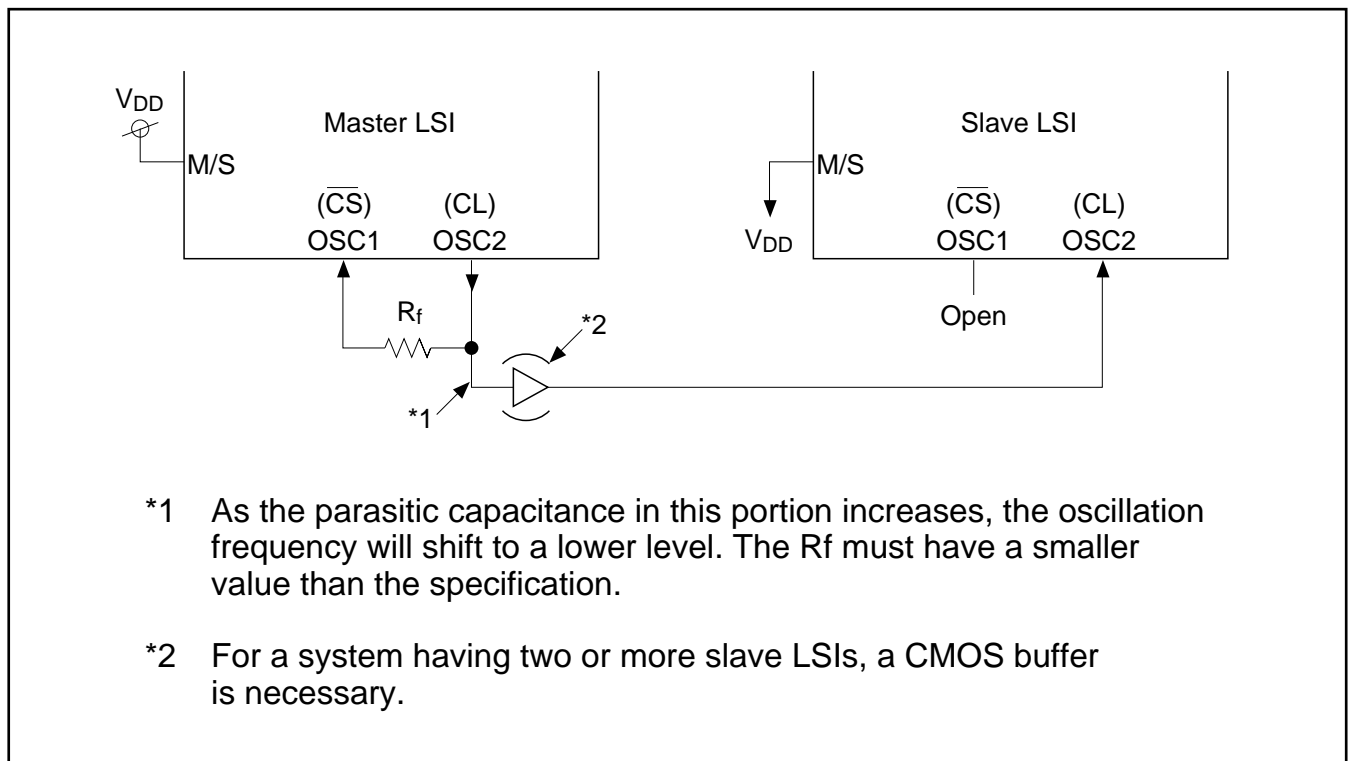 VDD
Master LSI
Slave LSI
M/S
M/S
(C̅S̅)
(CL)
(C̅S̅)
(CL)
OSC1
OSC2
VDD
OSC1
OSC2
Rf
*2
Open
*1
*1 As the parasitic capacitance in this portion increases, the oscillation
frequency will shift to a lower level. The Rf must have a smaller
value than the specification.
*2 For a system having two or more slave LSIs, a CMOS buffer
is necessary.